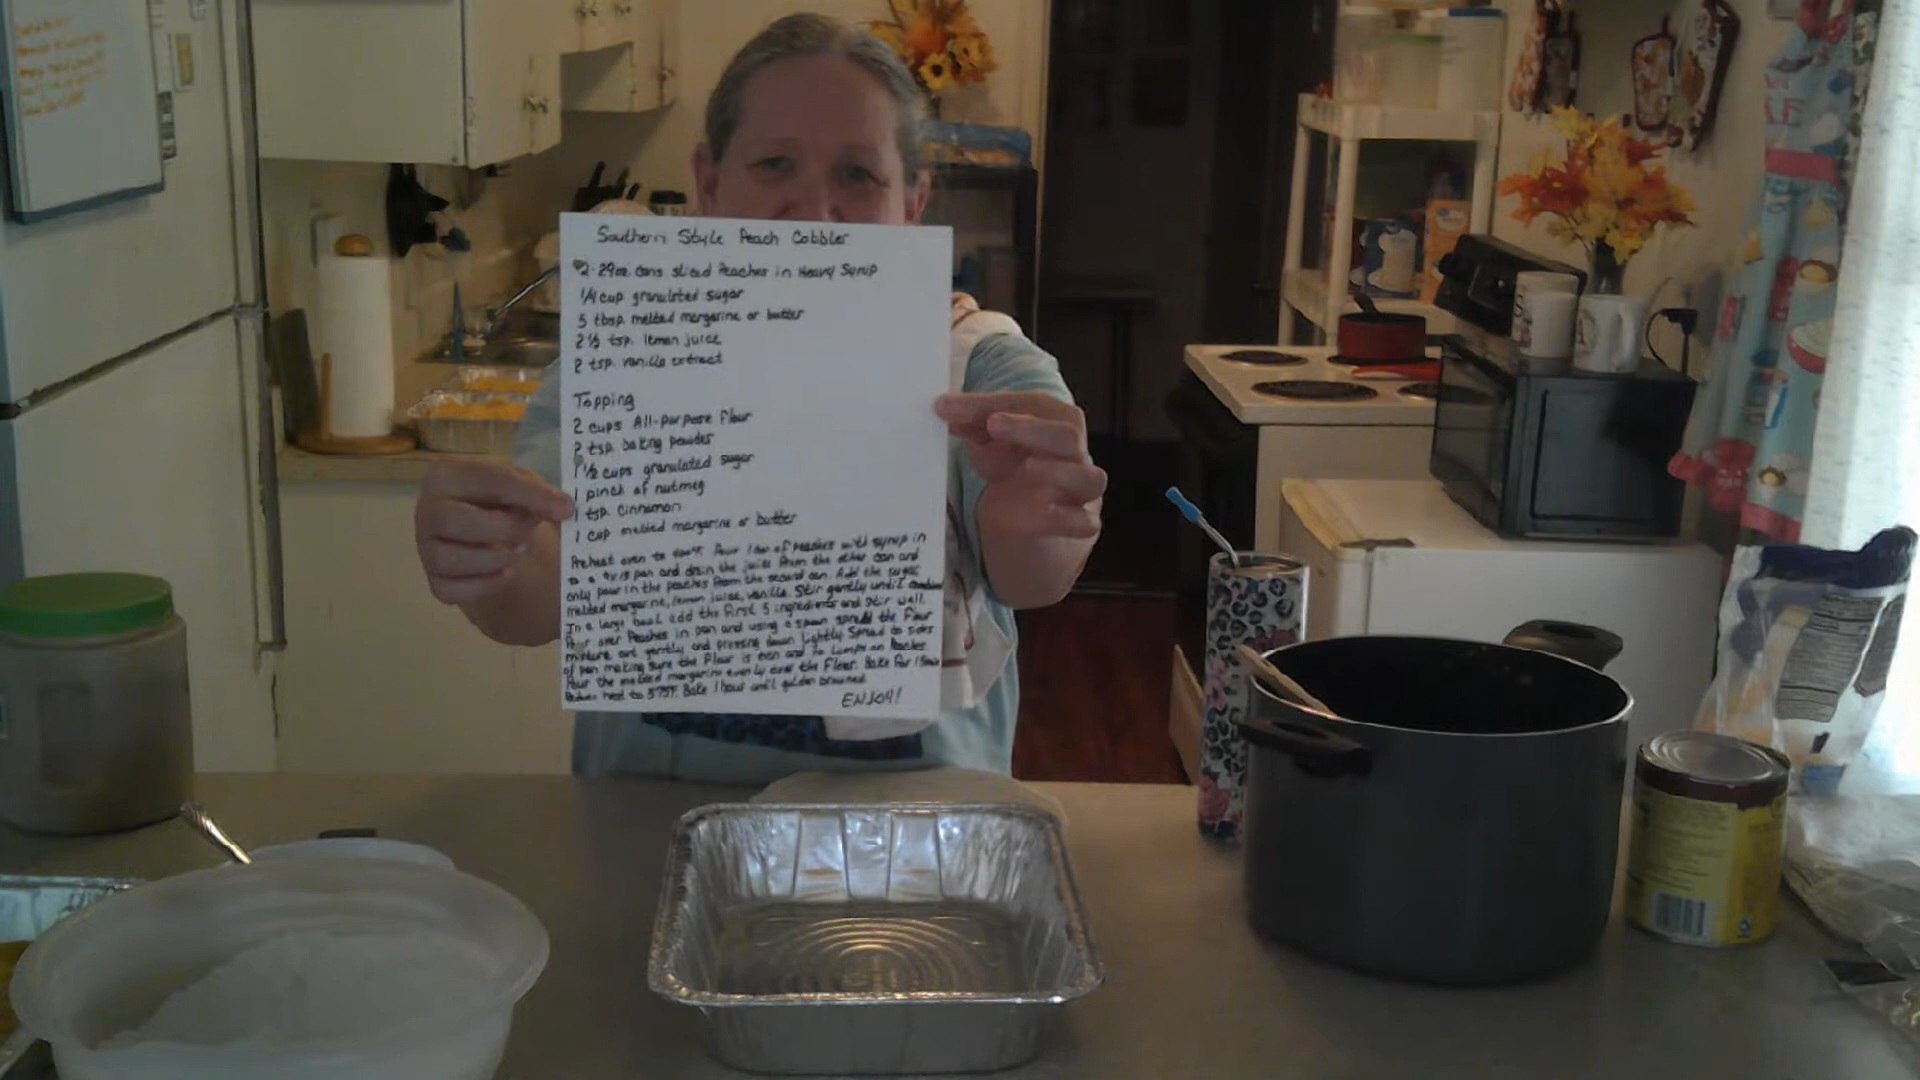 Southern Style Peach Cobbler
2-29oz. cans sliced Peaches in Heavy Syrup
1/4 cup granulated sugar
5 tbsp. melted margarine or butter
2 1/2 tsp. lemon juice
2 tsp. vanilla extract
Topping
2 cups All-purpose flour
2 tsp. baking powder
1 1/2 cups granulated sugar
1 pinch of nutmeg
1 tsp. Cinnamon
1 cup melted margarine or butter
Preheat oven to 400°F. Pour 1 can of peaches with syrup in
to a 9x13 pan and drain the juice from the other can and
only pour in the peaches from the second can. Add the sugar,
melted margarine, lemon juice, vanilla. Stir gently until combined
In a large bowl add the first 5 ingredients and stir well.
Pour over Peaches in pan and using a spoon spread the flour
mixture out gently and pressing down lightly. Spread to sides
of pan making sure the flour is even and no lumps on Peaches.
Pour the melted margarine evenly over the flour. Bake for 15min
Reduce heat to 375°F. Bake 1 hour until golden browned.
ENJOY!